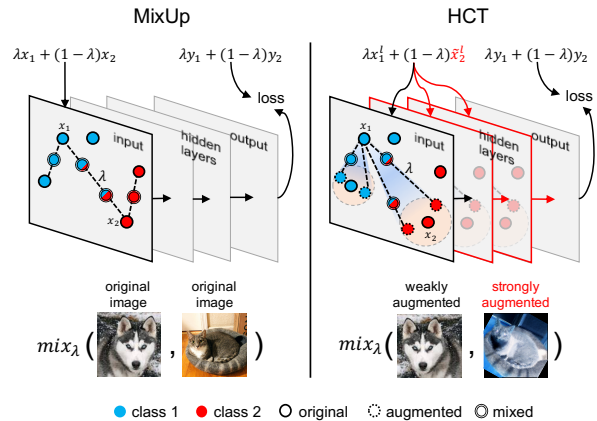 MixUp
λx₁ + (1 − λ)x₂
λy₁ + (1 − λ)y₂
loss
x₁
input
hidden
layers
output
λ
x₂
original
image
original
image
mix_λ( , )
HCT
λx₁ˡ + (1 − λ)x̃₂ˡ
λy₁ + (1 − λ)y₂
loss
x₁
input
hidden
layers
output
λ
x₂
weakly
augmented
strongly
augmented
mix_λ( , )
class 1 class 2 original augmented mixed